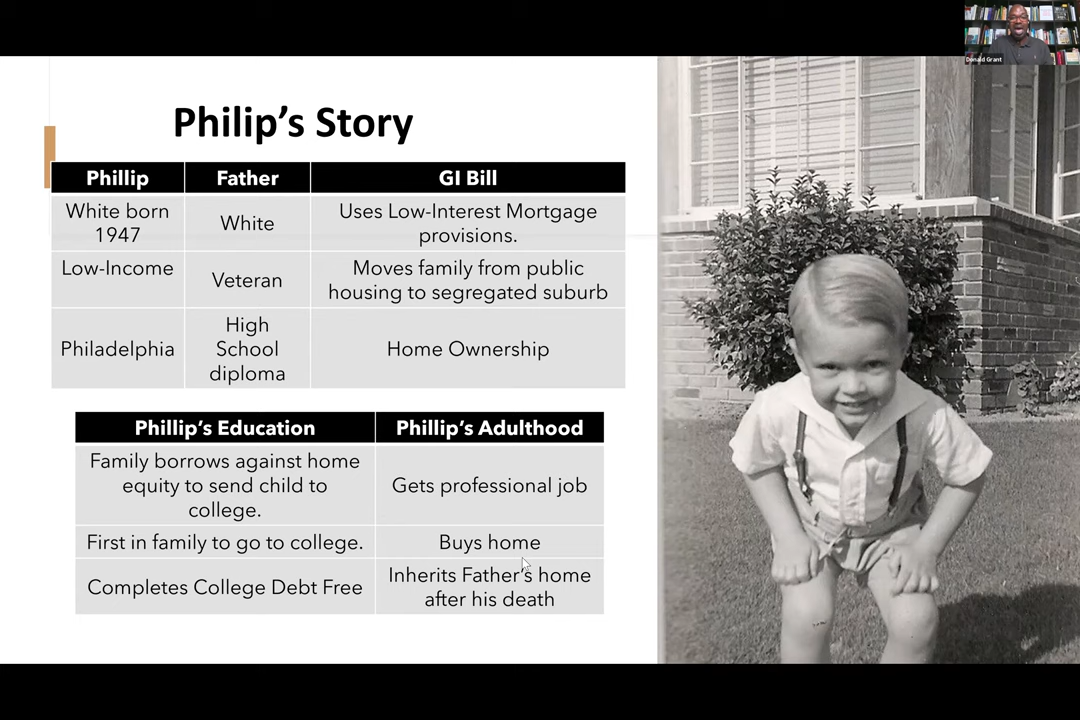 Donald Grant
Philip’s Story
Phillip Father GI Bill
White born
1947
White
Uses Low-Interest Mortgage
provisions.
Low-Income
Veteran
Moves family from public
housing to segregated suburb
Philadelphia
High
School
diploma
Home Ownership
Phillip’s Education Phillip’s Adulthood
Family borrows against home
equity to send child to
college.
Gets professional job
First in family to go to college.
Buys home
Completes College Debt Free
Inherits Father’s home
after his death